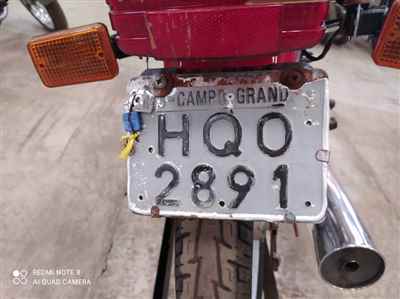 -CAMPO GRAND
HQO
2891
REDMI NOTE 8
AI QUAD CAMERA